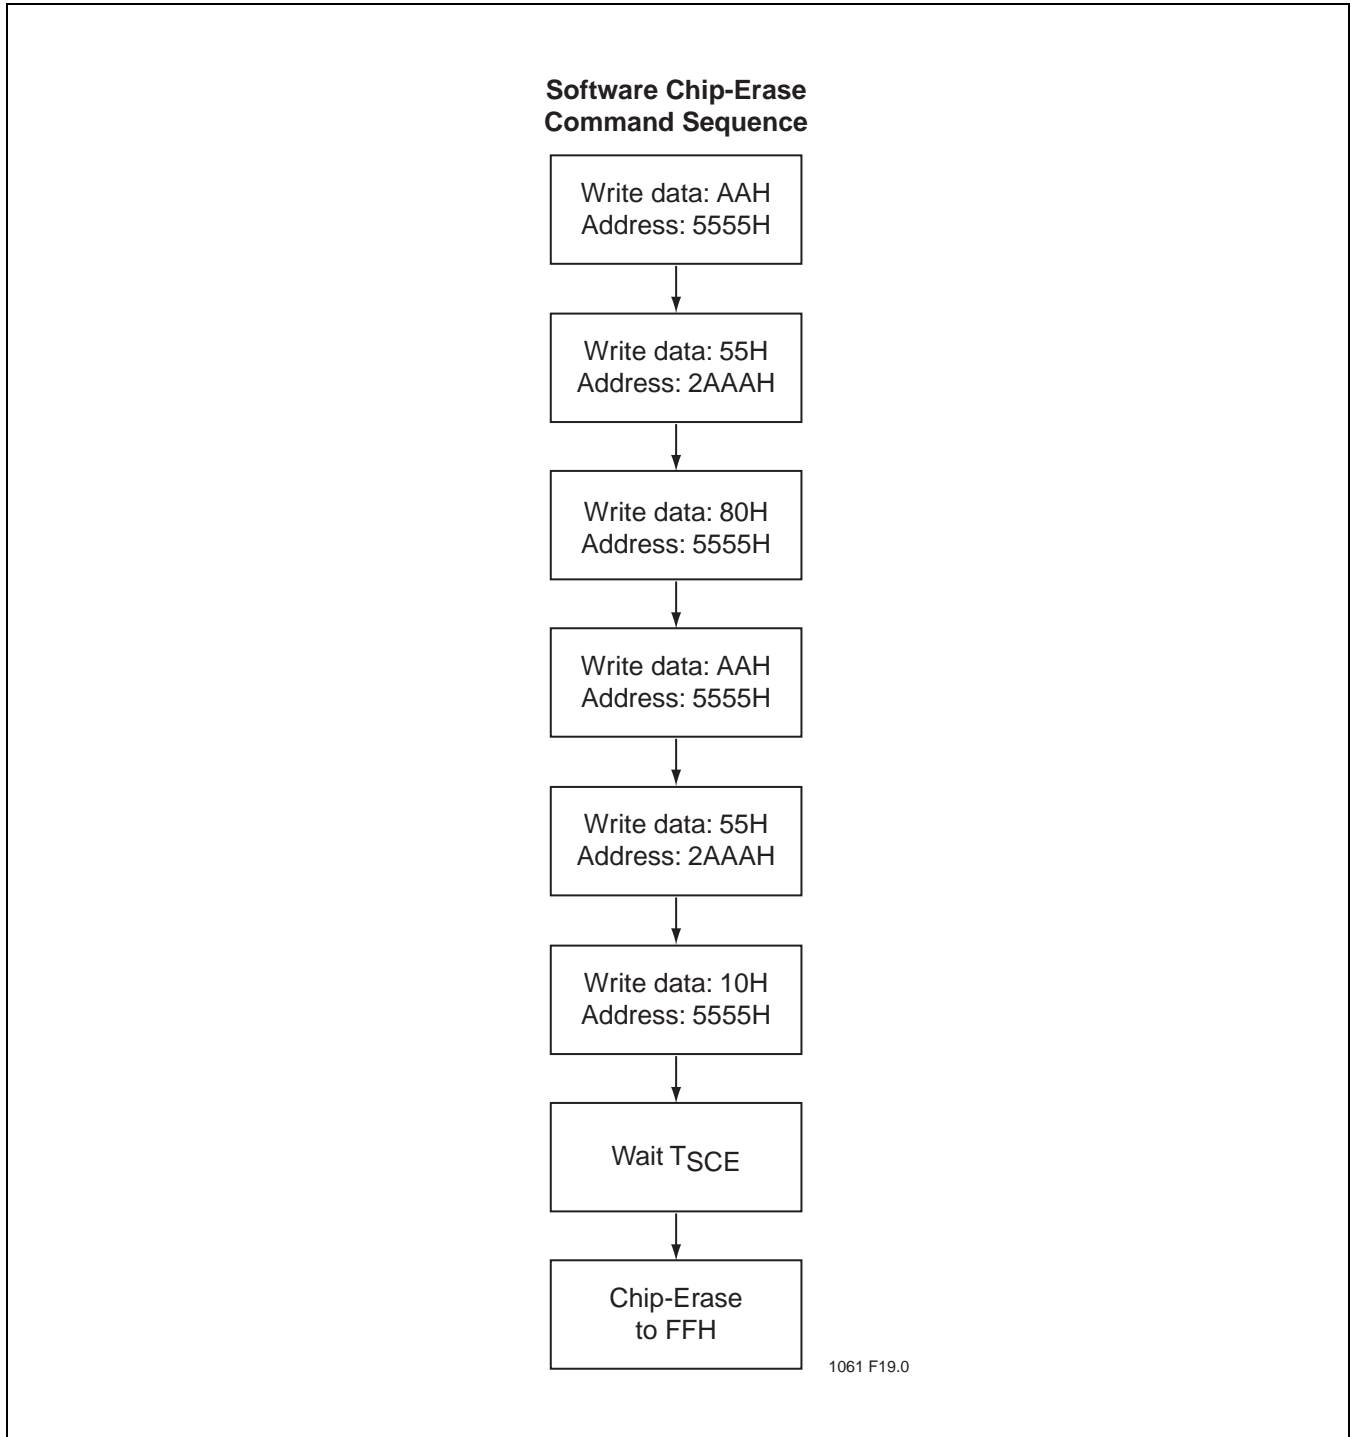 Software Chip-Erase
Command Sequence
Write data: AAH
Address: 5555H
Write data: 55H
Address: 2AAAH
Write data: 80H
Address: 5555H
Write data: AAH
Address: 5555H
Write data: 55H
Address: 2AAAH
Write data: 10H
Address: 5555H
Wait TSCE
Chip-Erase
to FFH
1061 F19.0